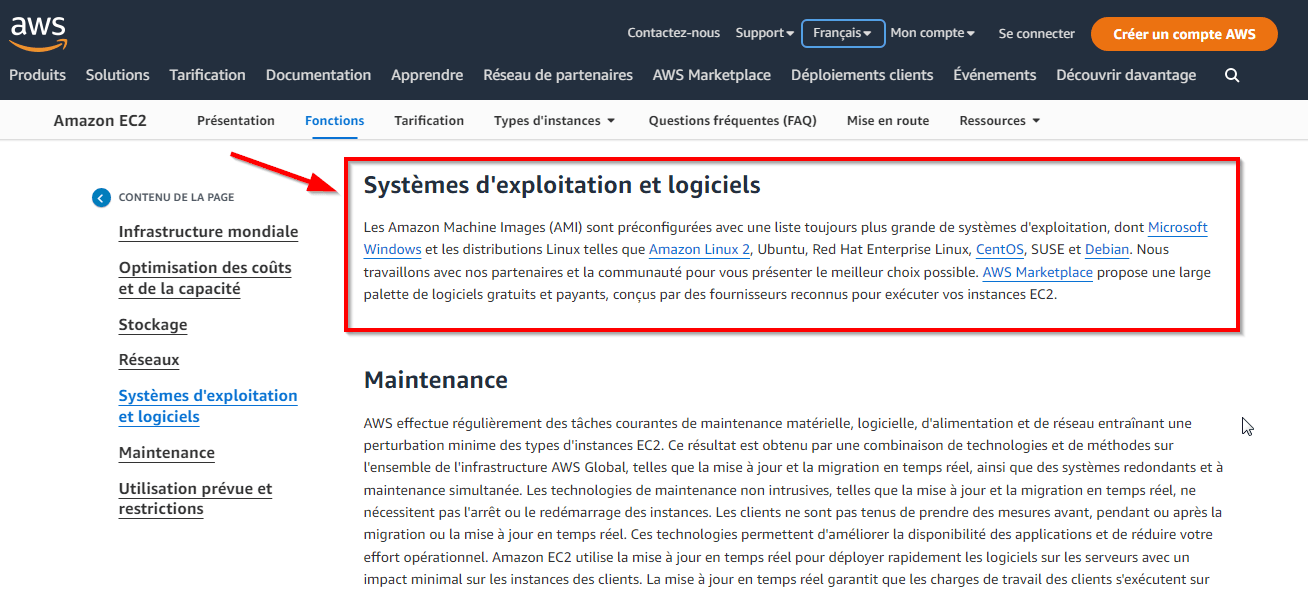 aws
Contactez-nous Support Français Mon compte Se connecter Créer un compte AWS
Produits Solutions Tarification Documentation Apprendre Réseau de partenaires AWS Marketplace Déploiements clients Événements Découvrir davantage
Amazon EC2 Présentation Fonctions Tarification Types d'instances Questions fréquentes (FAQ) Mise en route Ressources
CONTENU DE LA PAGE
Infrastructure mondiale
Optimisation des coûts
et de la capacité
Stockage
Réseaux
Systèmes d'exploitation
et logiciels
Maintenance
Utilisation prévue et
restrictions
Systèmes d'exploitation et logiciels
Les Amazon Machine Images (AMI) sont préconfigurées avec une liste toujours plus grande de systèmes d'exploitation, dont Microsoft
Windows et les distributions Linux telles que Amazon Linux 2, Ubuntu, Red Hat Enterprise Linux, CentOS, SUSE et Debian. Nous
travaillons avec nos partenaires et la communauté pour vous présenter le meilleur choix possible. AWS Marketplace propose une large
palette de logiciels gratuits et payants, conçus par des fournisseurs reconnus pour exécuter vos instances EC2.
Maintenance
AWS effectue régulièrement des tâches courantes de maintenance matérielle, logicielle, d'alimentation et de réseau entraînant une
perturbation minime des types d'instances EC2. Ce résultat est obtenu par une combinaison de technologies et de méthodes sur
l'ensemble de l'infrastructure AWS Global, telles que la mise à jour et la migration en temps réel, ainsi que des systèmes redondants et à
maintenance simultanée. Les technologies de maintenance non intrusives, telles que la mise à jour et la migration en temps réel, ne
nécessitent pas l'arrêt ou le redémarrage des instances. Les clients ne sont pas tenus de prendre des mesures avant, pendant ou après la
migration ou la mise à jour en temps réel. Ces technologies permettent d'améliorer la disponibilité des applications et de réduire votre
effort opérationnel. Amazon EC2 utilise la mise à jour en temps réel pour déployer rapidement les logiciels sur les serveurs avec un
impact minimal sur les instances des clients. La mise à jour en temps réel garantit que les charges de travail des clients s'exécutent sur